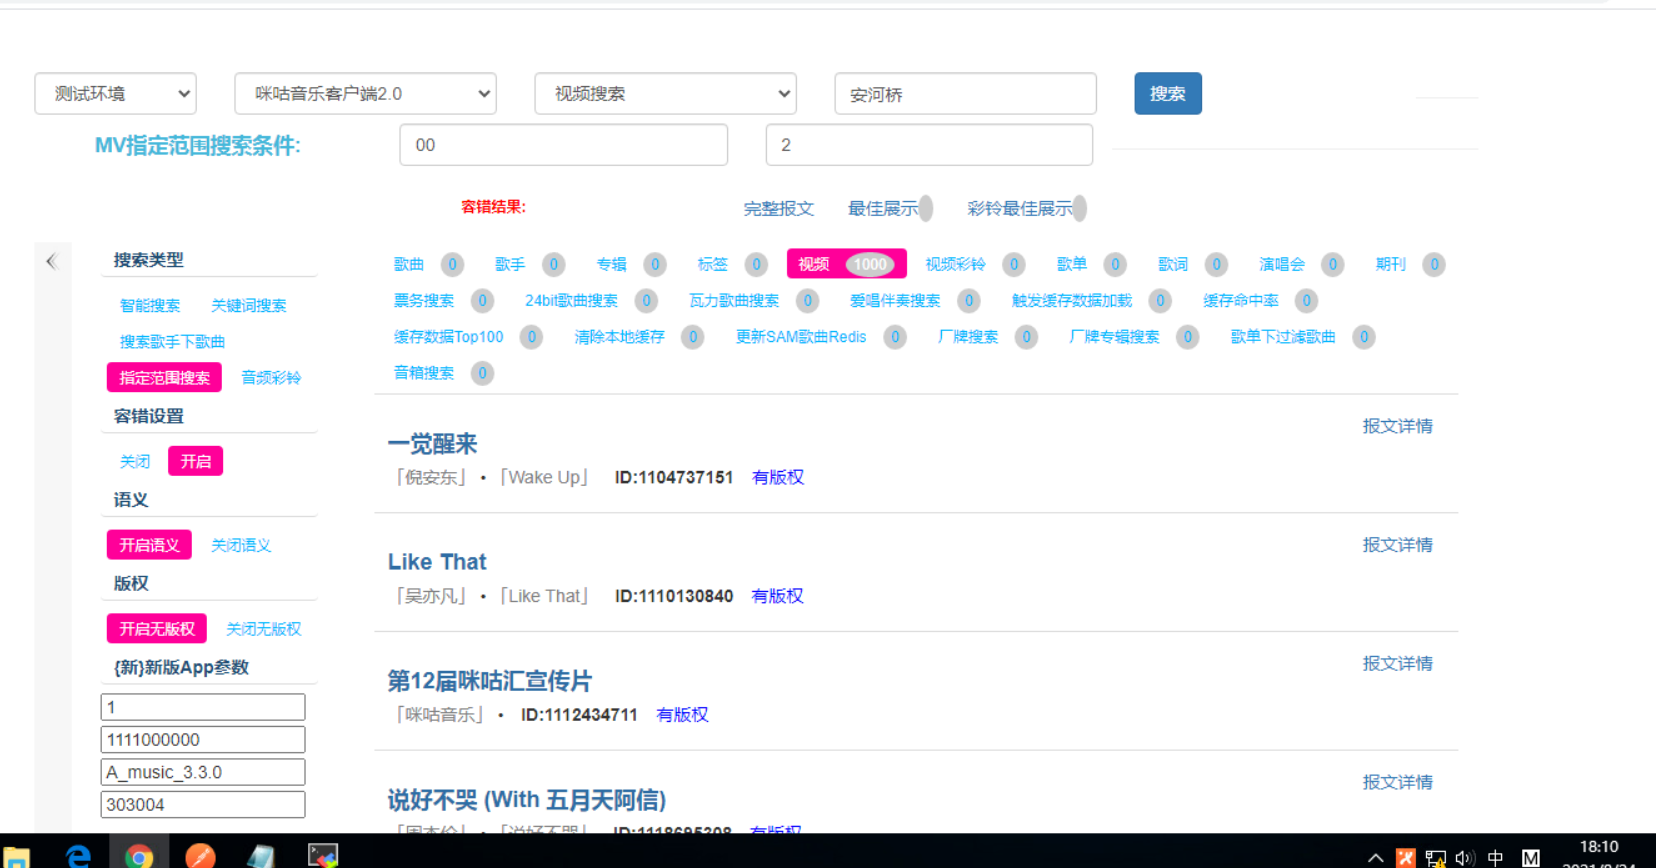 测试环境 咪咕音乐客户端2.0 视频搜索 安河桥 搜索
MV指定范围搜索条件: 00 2
容错结果: 完整报文 最佳展示 彩铃最佳展示
搜索类型
智能搜索 关键词搜索
搜索歌手下歌曲
指定范围搜索 音频彩铃
容错设置
关闭 开启
语义
开启语义 关闭语义
版权
开启无版权 关闭无版权
{新}新版App参数
1
1111000000
A_music_3.3.0
303004
歌曲 0 歌手 0 专辑 0 标签 0 视频 1000 视频彩铃 0 歌单 0 歌词 0 演唱会 0 期刊 0
票务搜索 0 24bit歌曲搜索 0 瓦力歌曲搜索 0 爱唱伴奏搜索 0 触发缓存数据加载 0 缓存命中率 0
缓存数据Top100 0 清除本地缓存 0 更新SAM歌曲Redis 0 厂牌搜索 0 厂牌专辑搜索 0 歌单下过滤歌曲 0
音箱搜索 0
报文详情
一觉醒来
「倪安东」 • 「Wake Up」 ID:1104737151 有版权
报文详情
Like That
「吴亦凡」 • 「Like That」 ID:1110130840 有版权
报文详情
第12届咪咕汇宣传片
「咪咕音乐」 • ID:1112434711 有版权
报文详情
说好不哭 (With 五月天阿信)
「周杰伦」 • 「说好不哭」 ID:1118695308 有版权
中 M 18:10
2021/8/24